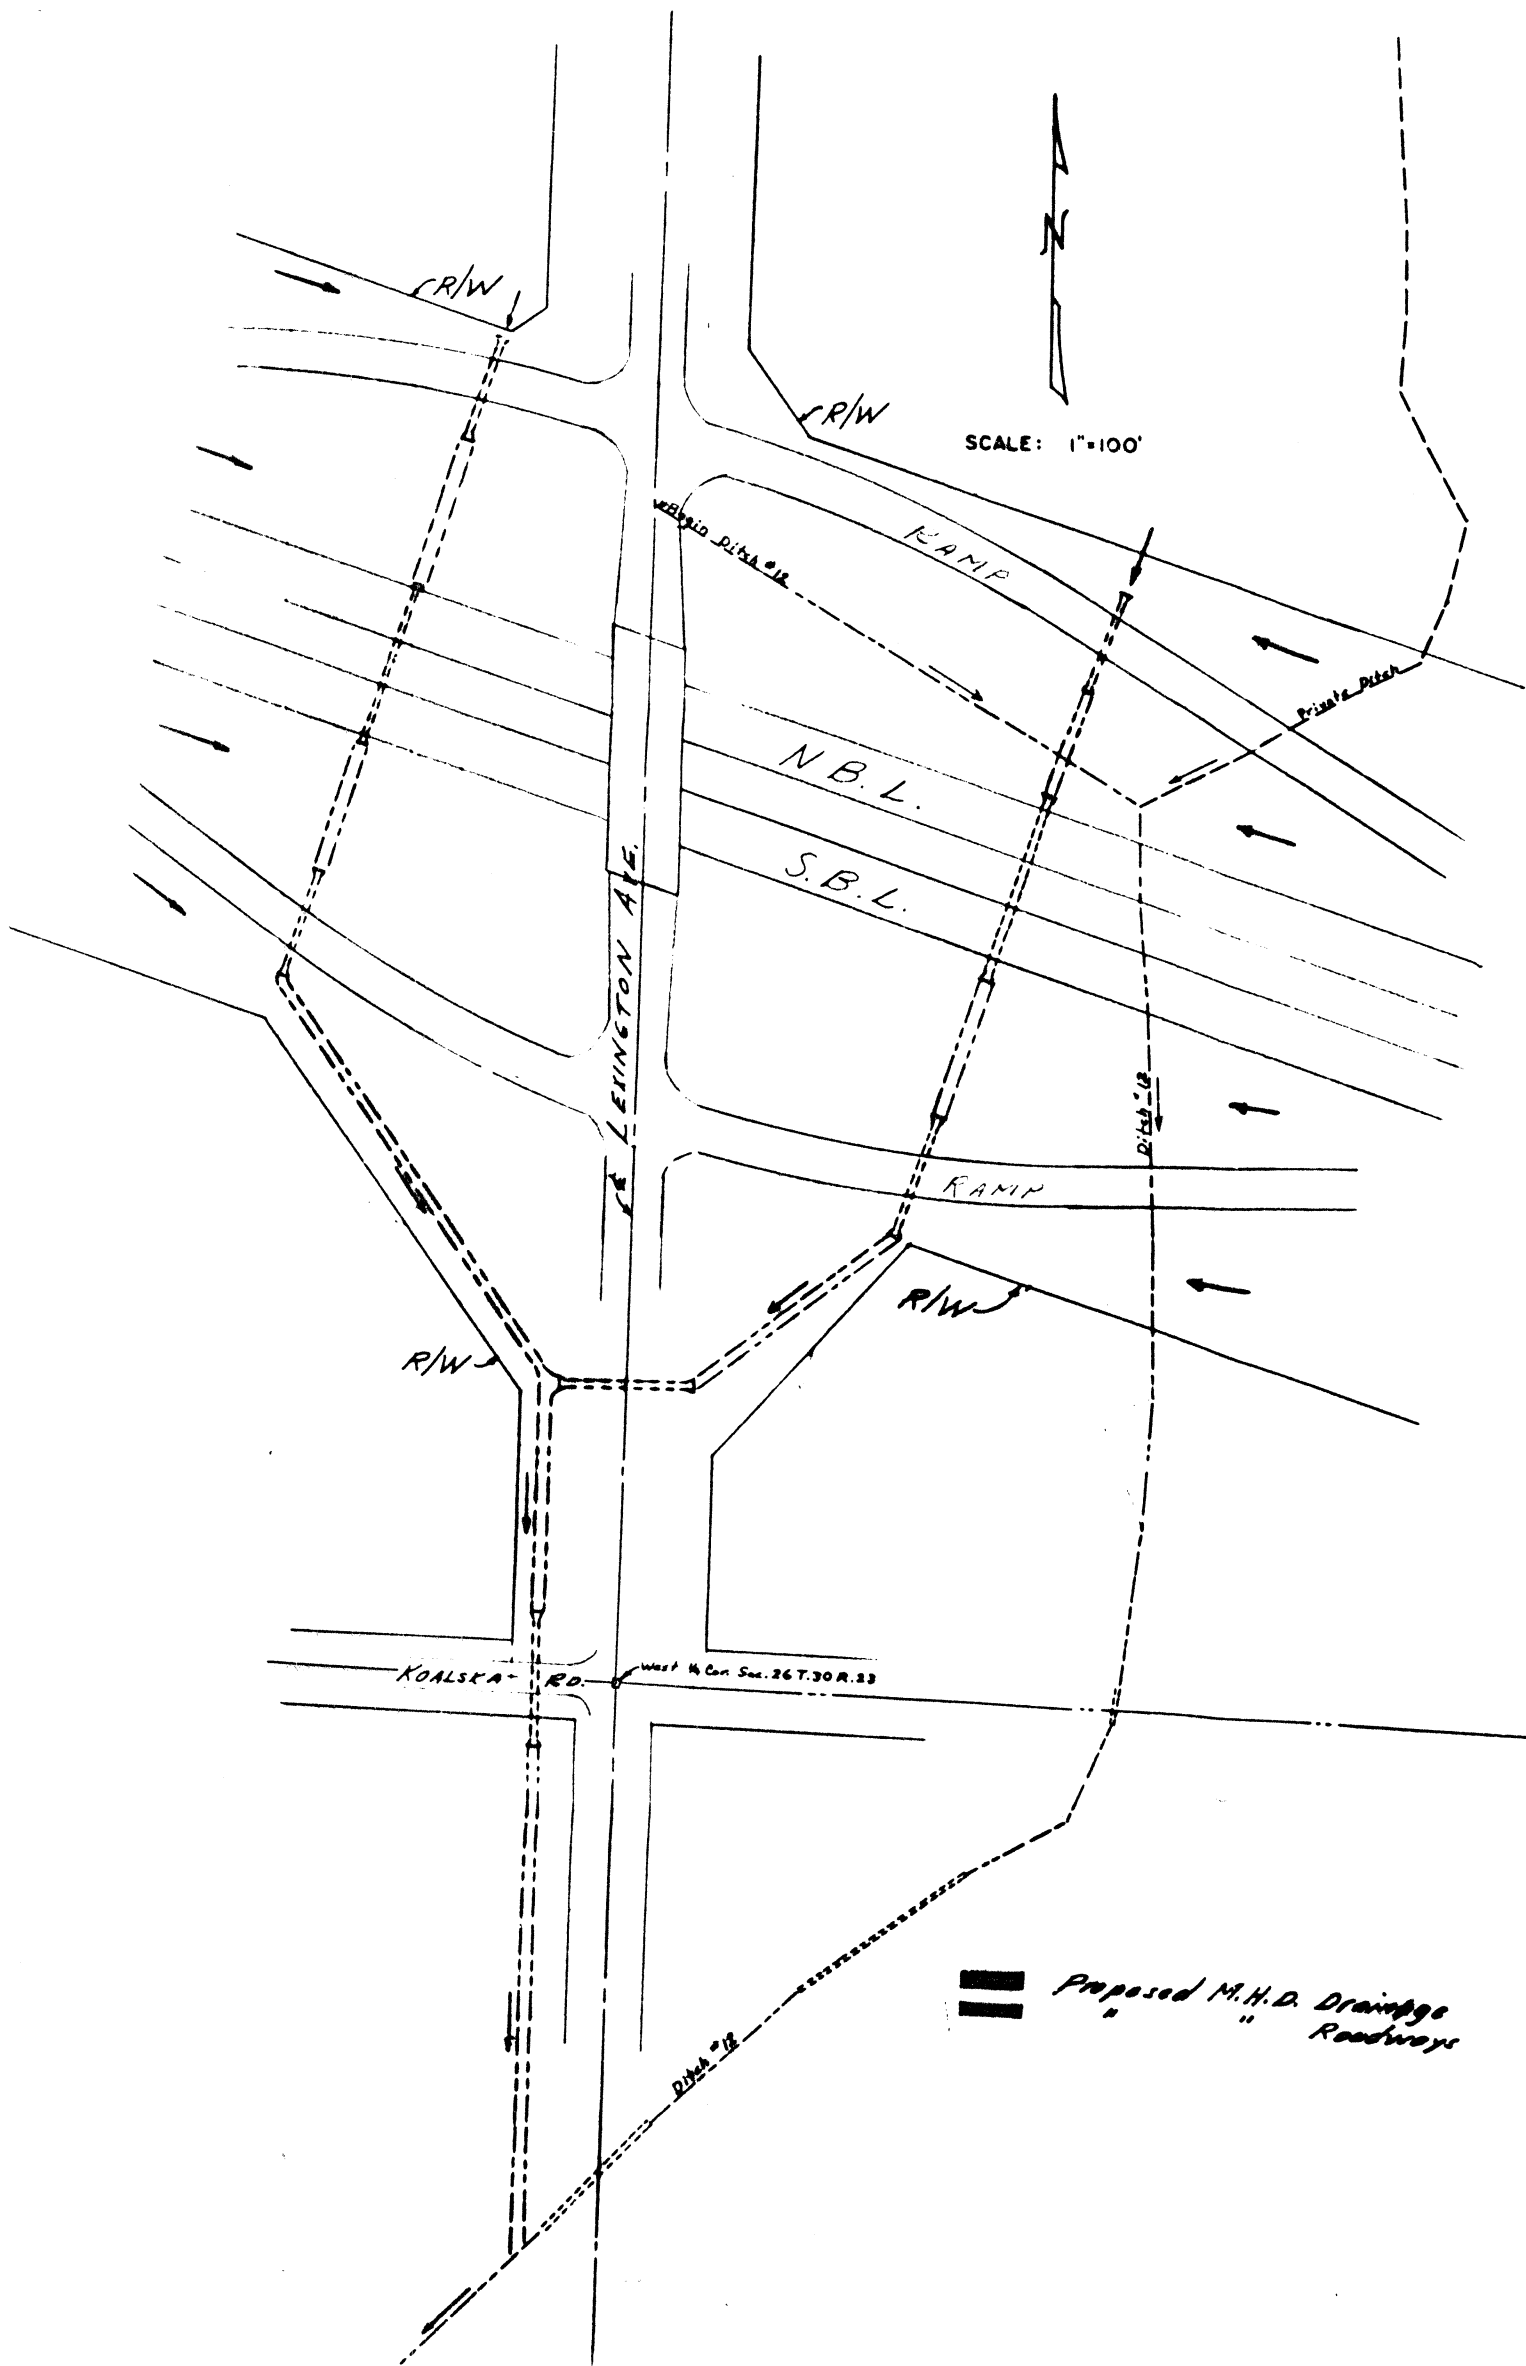 R/W
N
R/W
SCALE: 1"=100'
Begin Ditch #12
RAMP
Private Ditch
N.B.L.
S.B.L.
℄ LEXINGTON AVE.
Ditch #12
RAMP
R/W
R/W
KOALSKA RD.
West ¼ Cor. Sec. 26 T.30 R.23
Proposed M.H.D. Drainage
" " Roadways
Ditch #12